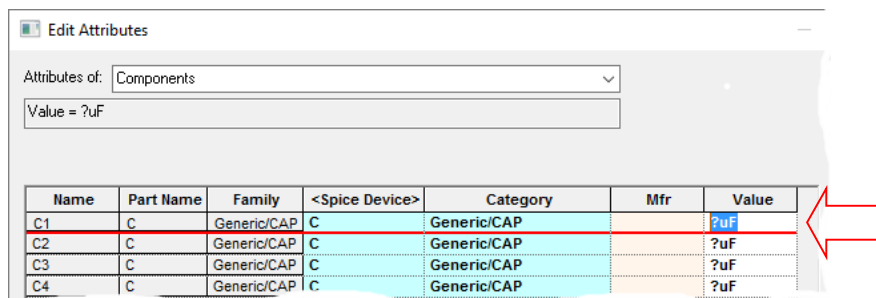 Edit Attributes
Attributes of: Components
Value = ?uF
Name Part Name Family <Spice Device> Category Mfr Value
C1 C Generic/CAP C Generic/CAP ?uF
C2 C Generic/CAP C Generic/CAP ?uF
C3 C Generic/CAP C Generic/CAP ?uF
C4 C Generic/CAP C Generic/CAP ?uF